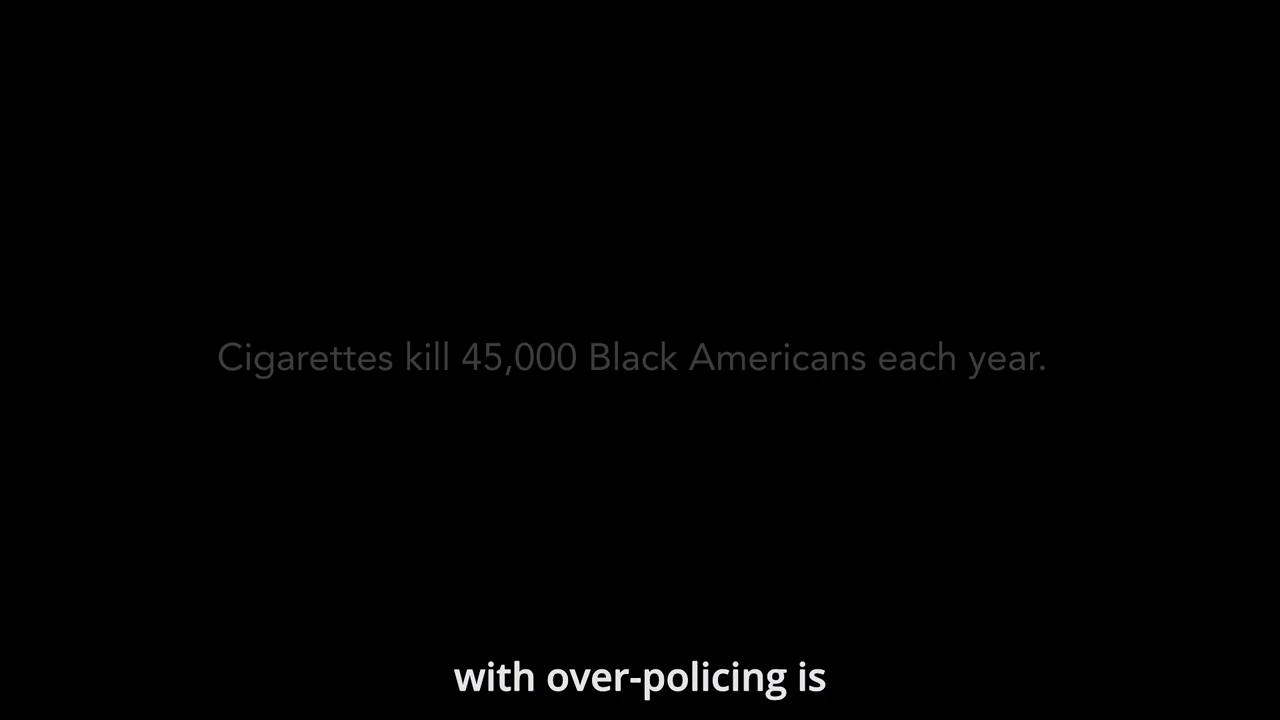 Cigarettes kill 45,000 Black Americans each year.
with over-policing is